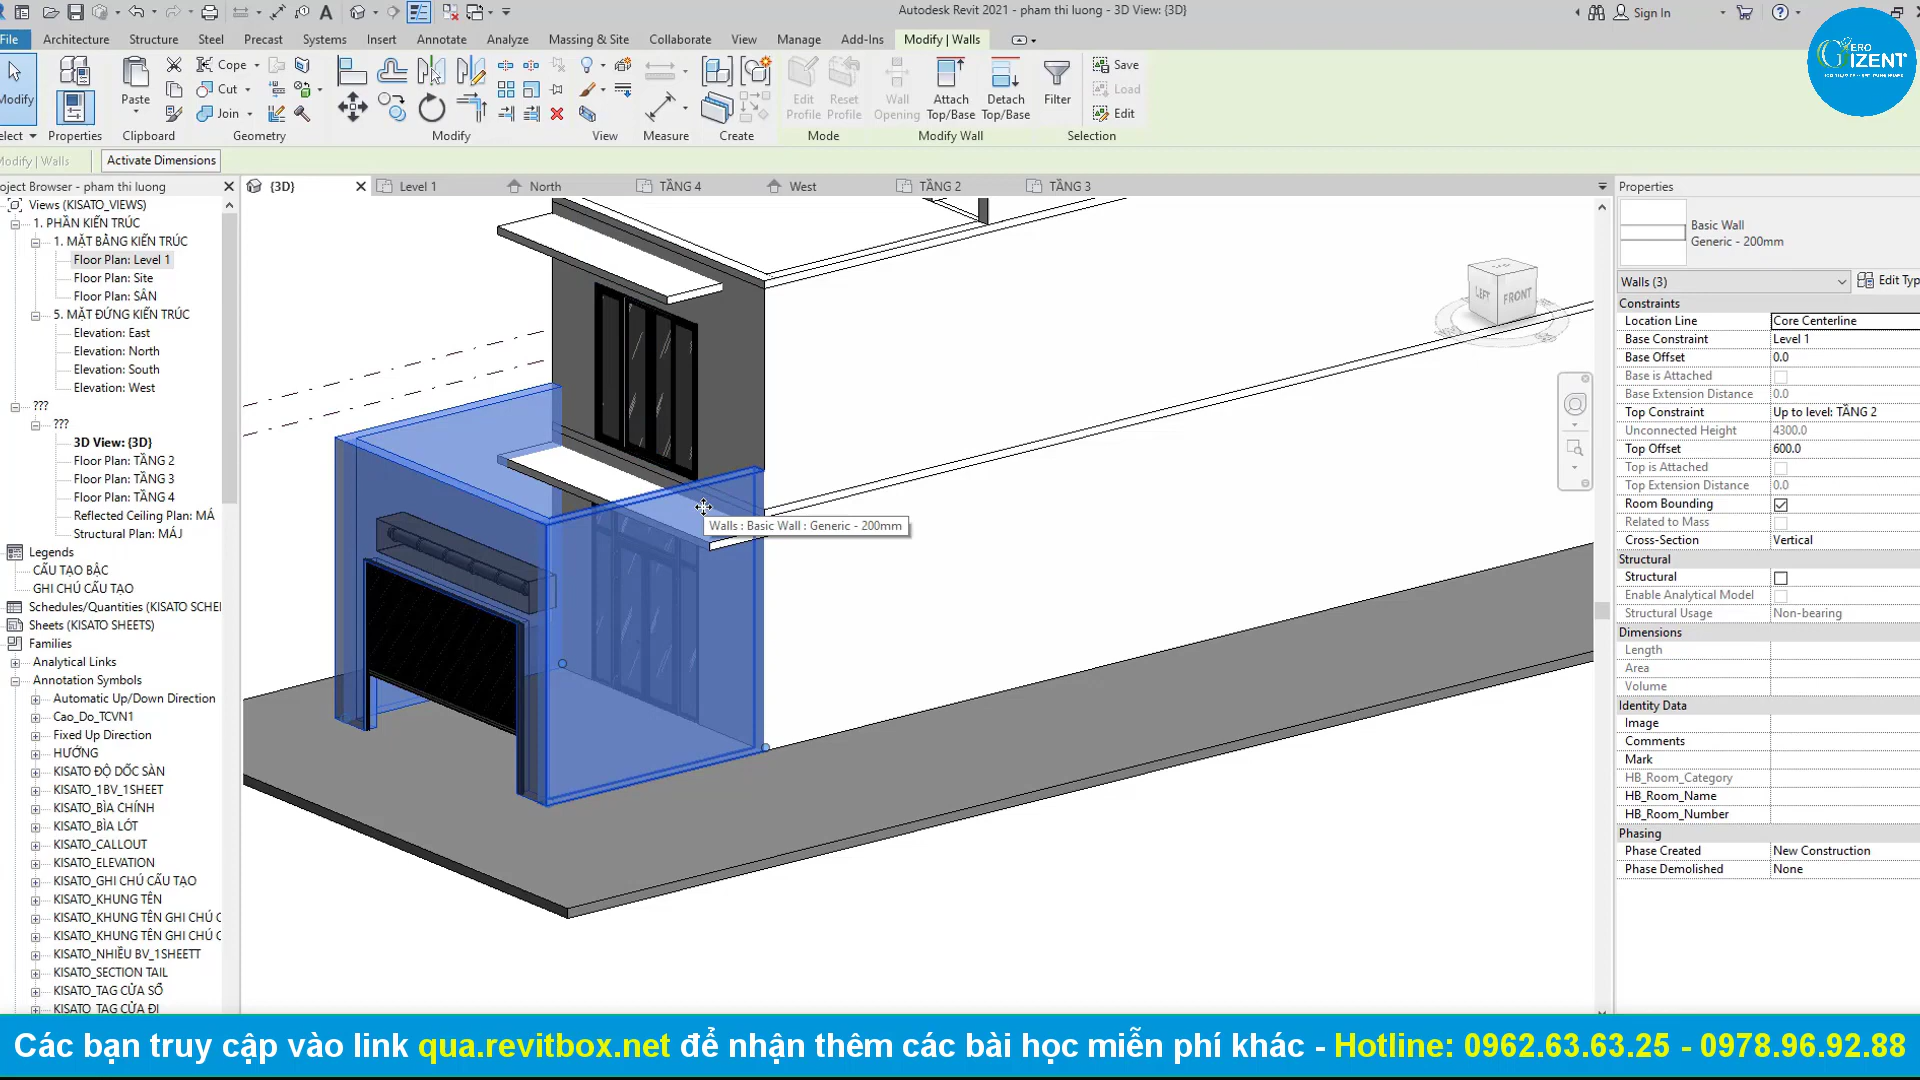 Autodesk Revit 2021 - pham thi luong - 3D View: {3D}
Sign In
File
Architecture
Structure
Steel
Precast
Systems
Insert
Annotate
Analyze
Massing & Site
Collaborate
View
Manage
Add-Ins
Modify | Walls
Modify
Paste
Cope
Cut
Join
Edit Profile
Reset Profile
Wall Opening
Attach Top/Base
Detach Top/Base
Filter
Save
Load
Edit
elect
Properties
Clipboard
Geometry
Modify
View
Measure
Create
Mode
Modify Wall
Selection
Modify | Walls
Activate Dimensions
oject Browser - pham thi luong
Views (KISATO_VIEWS)
1. PHẦN KIẾN TRÚC
1. MẶT BẰNG KIẾN TRÚC
Floor Plan: Level 1
Floor Plan: Site
Floor Plan: SÂN
5. MẶT ĐỨNG KIẾN TRÚC
Elevation: East
Elevation: North
Elevation: South
Elevation: West
???
???
3D View: {3D}
Floor Plan: TẦNG 2
Floor Plan: TẦNG 3
Floor Plan: TẦNG 4
Reflected Ceiling Plan: MÁ
Structural Plan: MÁJ
Legends
CẤU TẠO BẬC
GHI CHÚ CẤU TẠO
Schedules/Quantities (KISATO SCHE
Sheets (KISATO SHEETS)
Families
Analytical Links
Annotation Symbols
Automatic Up/Down Direction
Cao_Do_TCVN1
Fixed Up Direction
HƯỚNG
KISATO ĐỘ DỐC SÀN
KISATO_1BV_1SHEET
KISATO_BÌA CHÍNH
KISATO_BÌA LÓT
KISATO_CALLOUT
KISATO_ELEVATION
KISATO_GHI CHÚ CẤU TẠO
KISATO_KHUNG TÊN
KISATO_KHUNG TÊN GHI CHÚ C
KISATO_KHUNG TÊN GHI CHÚ C
KISATO_NHIỀU BV_1SHEETT
KISATO_SECTION TAIL
KISATO_TAG CỬA SỔ
KISATO_TAG CỬA ĐI
{3D}
Level 1
North
TẦNG 4
West
TẦNG 2
TẦNG 3
LEFT
FRONT
Walls : Basic Wall : Generic - 200mm
Properties
Basic Wall
Generic - 200mm
Walls (3)
Edit Typ
Constraints
Location Line Core Centerline
Base Constraint Level 1
Base Offset 0.0
Base is Attached
Base Extension Distance 0.0
Top Constraint Up to level: TẦNG 2
Unconnected Height 4300.0
Top Offset 600.0
Top is Attached
Top Extension Distance 0.0
Room Bounding
Related to Mass
Cross-Section Vertical
Structural
Structural
Enable Analytical Model
Structural Usage Non-bearing
Dimensions
Length
Area
Volume
Identity Data
Image
Comments
Mark
HB_Room_Category
HB_Room_Name
HB_Room_Number
Phasing
Phase Created New Construction
Phase Demolished None
Các bạn truy cập vào link qua.revitbox.net để nhận thêm các bài học miễn phí khác - Hotline: 0962.63.63.25 - 0978.96.92.88